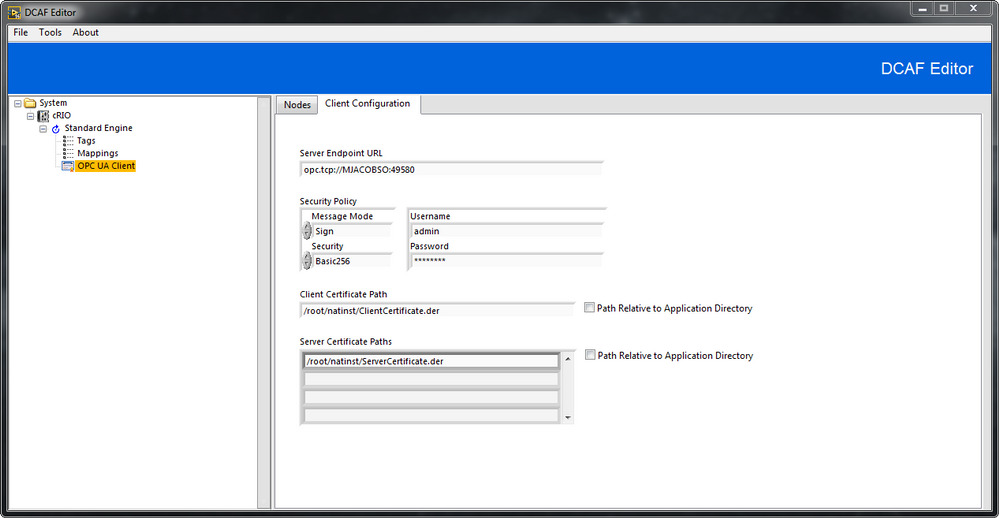 DCAF Editor
File Tools About
DCAF Editor
System
cRIO
Standard Engine
Tags
Mappings
OPC UA Client
Nodes Client Configuration
Server Endpoint URL
opc.tcp://MJACOBSO:49580
Security Policy
Message Mode Username
Sign admin
Security Password
Basic256 ********
Client Certificate Path
/root/natinst/ClientCertificate.der Path Relative to Application Directory
Server Certificate Paths
/root/natinst/ServerCertificate.der Path Relative to Application Directory